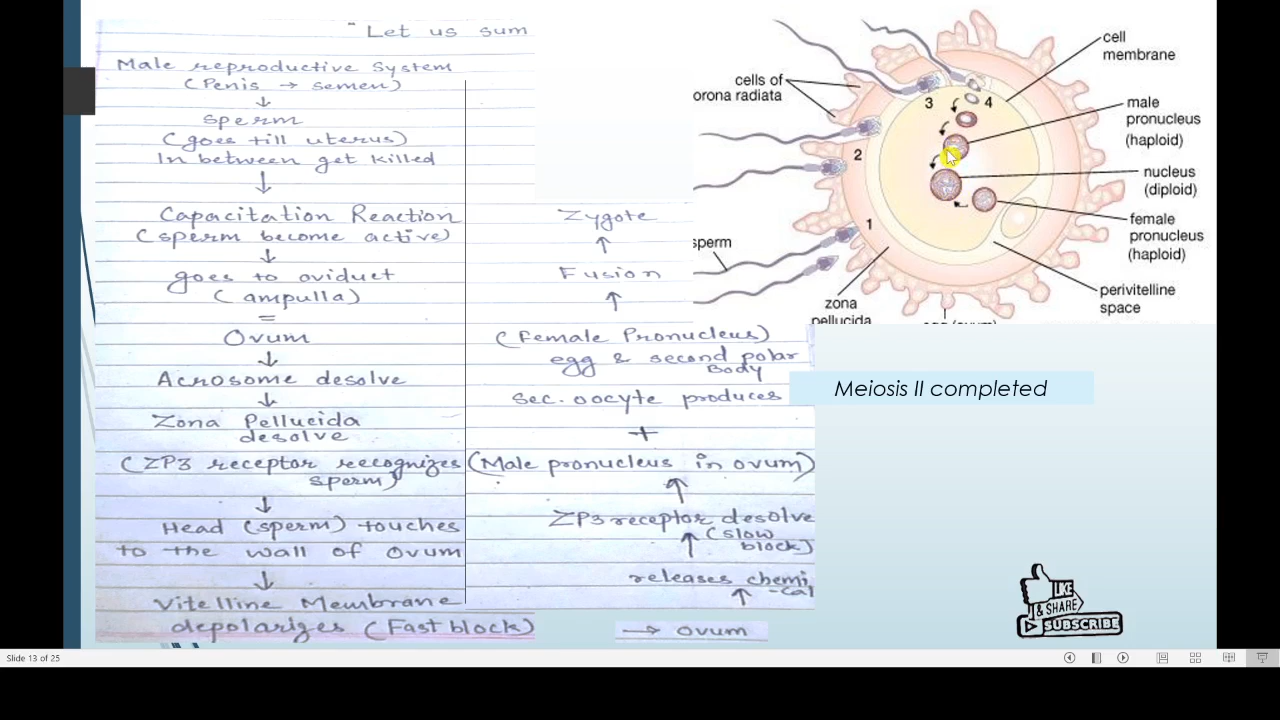 Let us sum
Male reproductive System
(Penis → semen)
↓
sperm
(goes till uterus)
In between get killed
↓
Capacitation Reaction
(sperm become active)
↓
goes to oviduct
(ampulla)
=
Ovum
↓
Acrosome desolve
↓
Zona Pellucida
desolve
(ZP3 receptor recognizes
sperm)
↓
Head (sperm) touches
to the wall of Ovum
↓
Vitelline Membrane
depolarizes (Fast block)
Zygote
↑
Fusion
↑
(Female Pronucleus)
egg & second polar
Body
Sec. oocyte produces
+
(Male pronucleus in ovum)
↑
ZP3 receptor desolve
(slow
block)
↑
releases chemi
-cal
↑
→ ovum
cells of
orona radiata
3
4
2
1
sperm
zona
pellucida
egg (ovum)
cell
membrane
male
pronucleus
(haploid)
nucleus
(diploid)
female
pronucleus
(haploid)
perivitelline
space
Meiosis II completed
LIKE
& SHARE
SUBSCRIBE
Slide 13 of 25